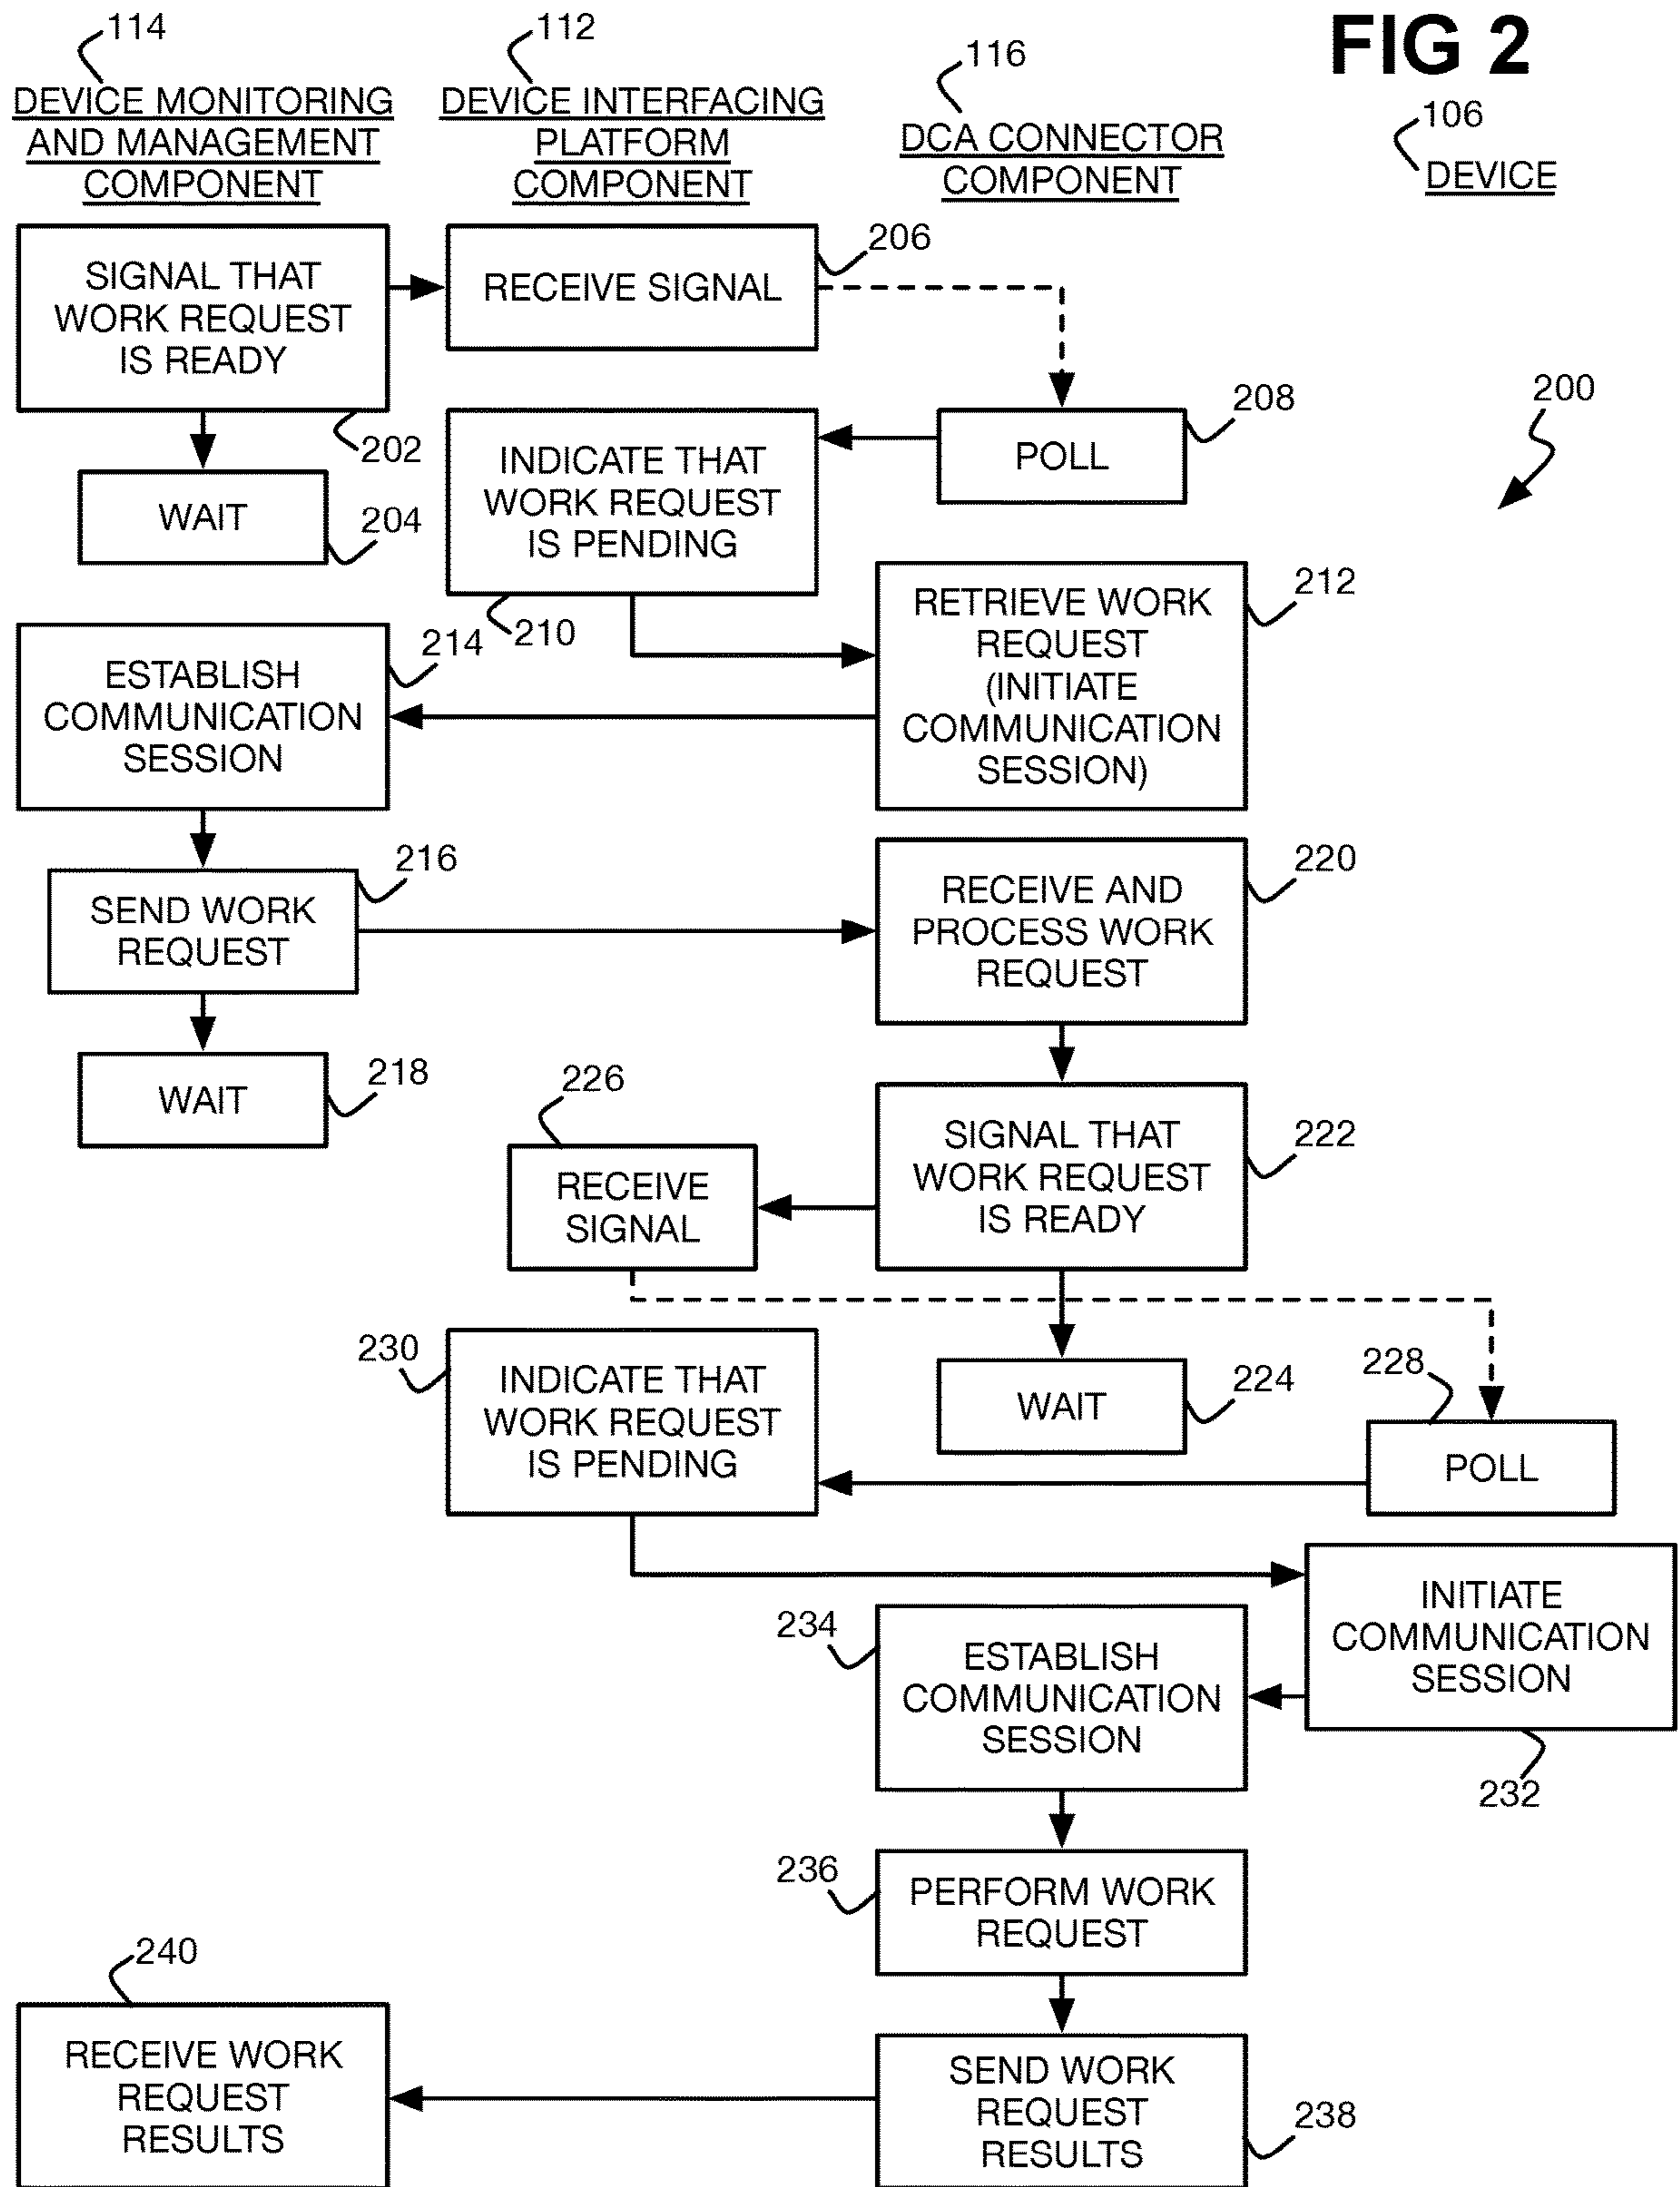 FIG 2
114
DEVICE MONITORING
AND MANAGEMENT
COMPONENT
112
DEVICE INTERFACING
PLATFORM
COMPONENT
116
DCA CONNECTOR
COMPONENT
106
DEVICE
SIGNAL THAT
WORK REQUEST
IS READY
202
RECEIVE SIGNAL
206
WAIT
204
INDICATE THAT
WORK REQUEST
IS PENDING
210
POLL
208
200
RETRIEVE WORK
REQUEST
(INITIATE
COMMUNICATION
SESSION)
212
ESTABLISH
COMMUNICATION
SESSION
214
SEND WORK
REQUEST
216
RECEIVE AND
PROCESS WORK
REQUEST
220
WAIT
218
226
RECEIVE
SIGNAL
SIGNAL THAT
WORK REQUEST
IS READY
222
230
INDICATE THAT
WORK REQUEST
IS PENDING
WAIT
224
228
POLL
INITIATE
COMMUNICATION
SESSION
232
234
ESTABLISH
COMMUNICATION
SESSION
236
PERFORM WORK
REQUEST
240
RECEIVE WORK
REQUEST
RESULTS
SEND WORK
REQUEST
RESULTS
238